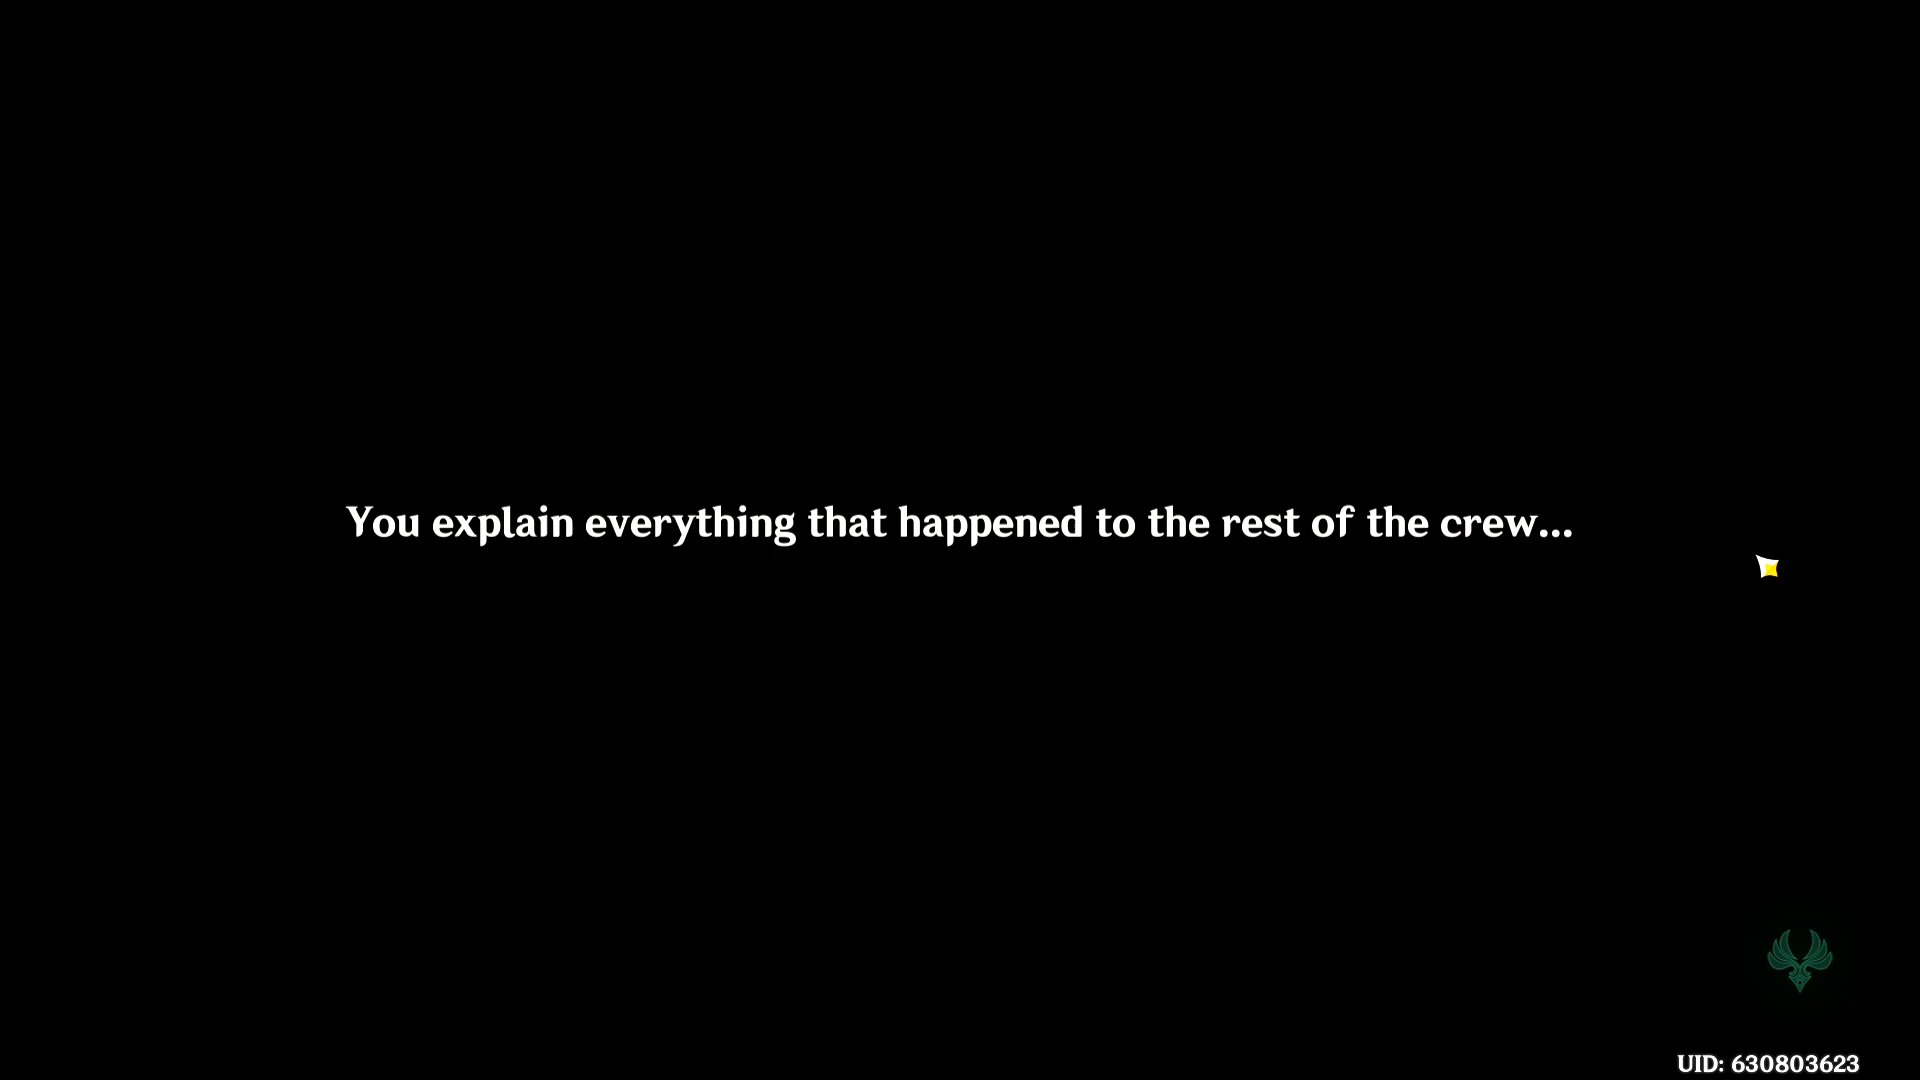 You explain everything that happened to the rest of the crew...
UID: 630803623